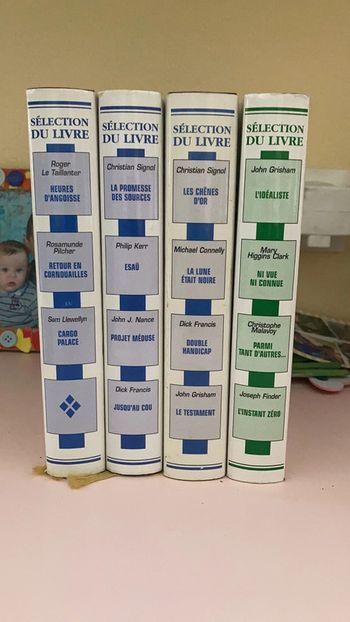 SÉLECTION
DU LIVRE
Roger
Le Taillanter
HEURES
D'ANGOISSE
Rosamunde
Pilcher
RETOUR EN
CORNOUAILLES
Sam Llewellyn
CARGO
PALACE
SÉLECTION
DU LIVRE
Christian Signol
LA PROMESSE
DES SOURCES
Philip Kerr
ESAÜ
John J. Nance
PROJET MÉDUSE
Dick Francis
JUSQU'AU COU
SÉLECTION
DU LIVRE
Christian Signol
LES CHÊNES
D'OR
Michael Connelly
LA LUNE
ÉTAIT NOIRE
Dick Francis
DOUBLE
HANDICAP
John Grisham
LE TESTAMENT
SÉLECTION
DU LIVRE
John Grisham
L'IDÉALISTE
Mary
Higgins Clark
NI VUE
NI CONNUE
Christophe
Malavoy
PARMI
TANT D'AUTRES...
Joseph Finder
L'INSTANT ZÉRO